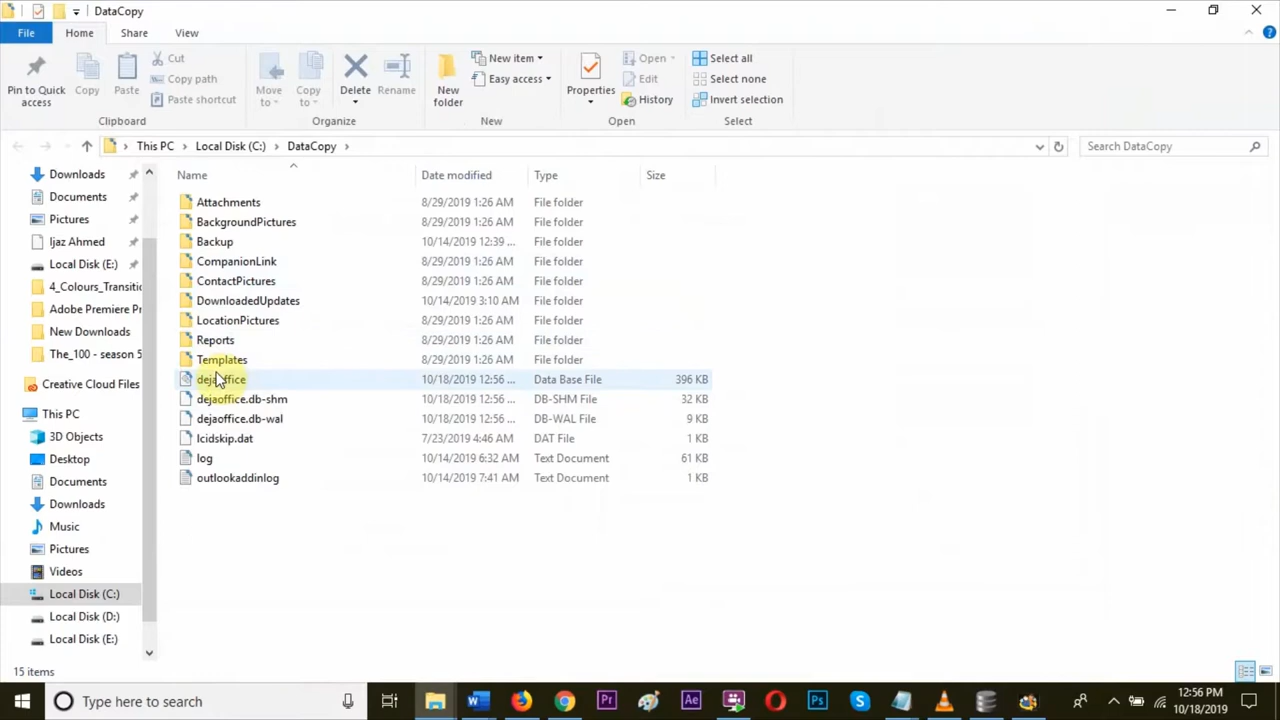 DataCopy
File Home Share View
Pin to Quick access
Copy
Paste
Cut
Copy path
Paste shortcut
Clipboard
Move to
Copy to
Delete
Rename
Organize
New folder
New item
Easy access
New
Properties
Open
Edit
History
Open
Select all
Select none
Invert selection
Select
This PC > Local Disk (C:) > DataCopy >
Search DataCopy
Downloads
Documents
Pictures
Ijaz Ahmed
Local Disk (E:)
4_Colours_Transitio
Adobe Premiere Pr
New Downloads
The_100 - season 5
Creative Cloud Files
This PC
3D Objects
Desktop
Documents
Downloads
Music
Pictures
Videos
Local Disk (C:)
Local Disk (D:)
Local Disk (E:)
Name Date modified Type Size
Attachments 8/29/2019 1:26 AM File folder
BackgroundPictures 8/29/2019 1:26 AM File folder
Backup 10/14/2019 12:39 ... File folder
CompanionLink 8/29/2019 1:26 AM File folder
ContactPictures 8/29/2019 1:26 AM File folder
DownloadedUpdates 10/14/2019 3:10 AM File folder
LocationPictures 8/29/2019 1:26 AM File folder
Reports 8/29/2019 1:26 AM File folder
Templates 8/29/2019 1:26 AM File folder
dejaoffice 10/18/2019 12:56 ... Data Base File 396 KB
dejaoffice.db-shm 10/18/2019 12:56 ... DB-SHM File 32 KB
dejaoffice.db-wal 10/18/2019 12:56 ... DB-WAL File 9 KB
lcidskip.dat 7/23/2019 4:46 AM DAT File 1 KB
log 10/14/2019 6:32 AM Text Document 61 KB
outlookaddinlog 10/14/2019 7:41 AM Text Document 1 KB
15 items
Type here to search
12:56 PM
10/18/2019